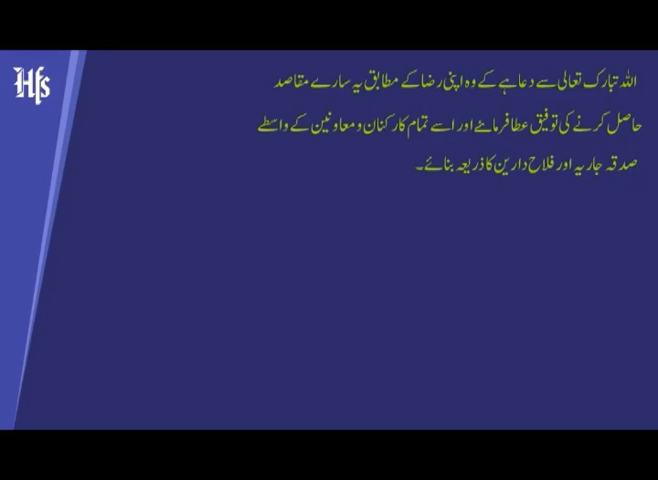 Hfs
اللہ تبارک تعالی سے دعا ہے کے وہ اپنی رضا کے مطابق یہ سارے مقاصد
حاصل کرنے کی توفیق عطا فرمائے اور اسے تمام کارکنان و معاونین کے واسطے
صدقہ جاریہ اور فلاح دارین کا ذریعہ بنائے۔